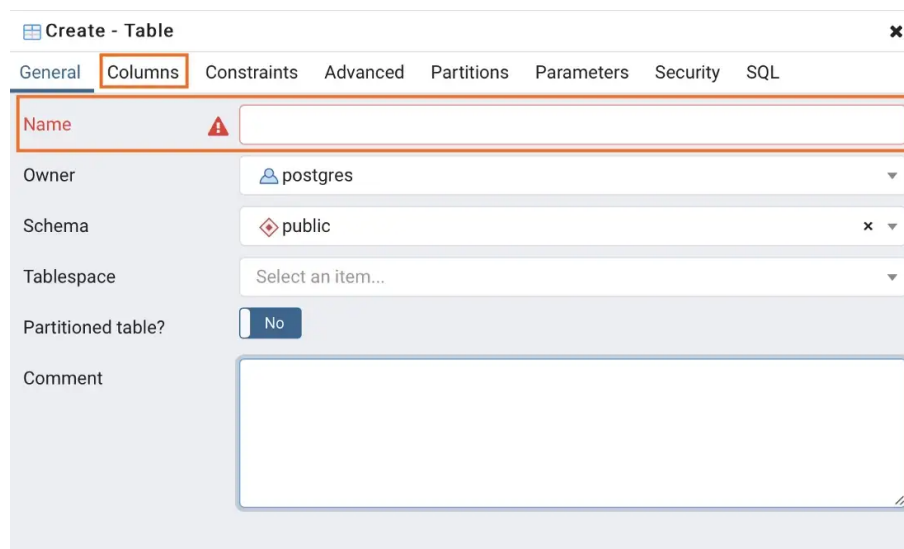 Create - Table
General Columns Constraints Advanced Partitions Parameters Security SQL
Name
Owner postgres
Schema public
Tablespace Select an item...
Partitioned table? No
Comment